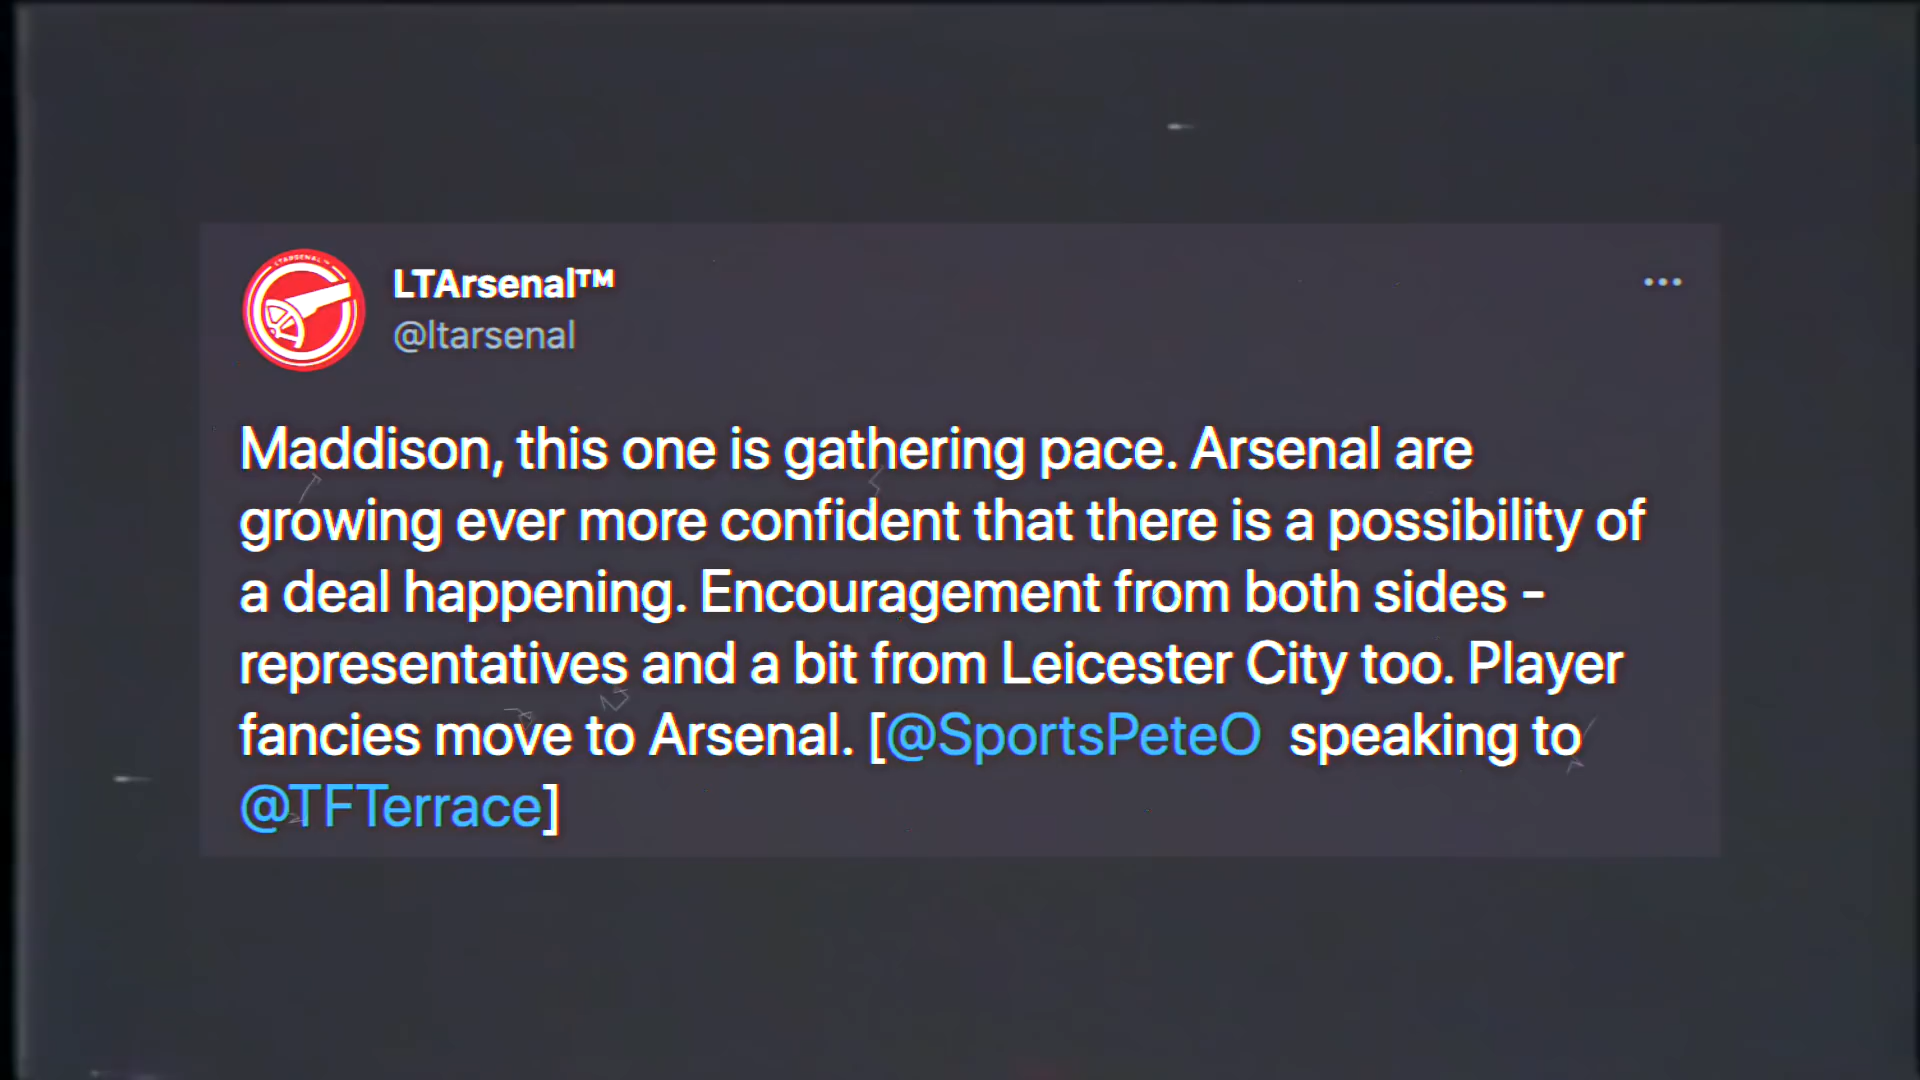 LTARSENAL™
LTArsenal™
@ltarsenal
Maddison, this one is gathering pace. Arsenal are
growing ever more confident that there is a possibility of
a deal happening. Encouragement from both sides -
representatives and a bit from Leicester City too. Player
fancies move to Arsenal. [@SportsPeteO speaking to
@TFTerrace]